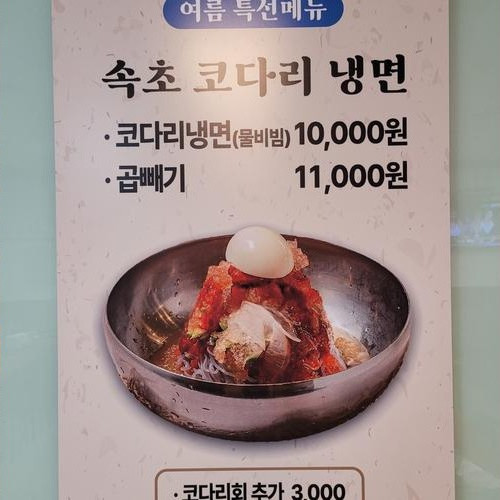 여름 특선메뉴
속초 코다리 냉면
· 코다리냉면(물비빔) 10,000원
· 곱빼기 11,000원
· 코다리회 추가 3,000